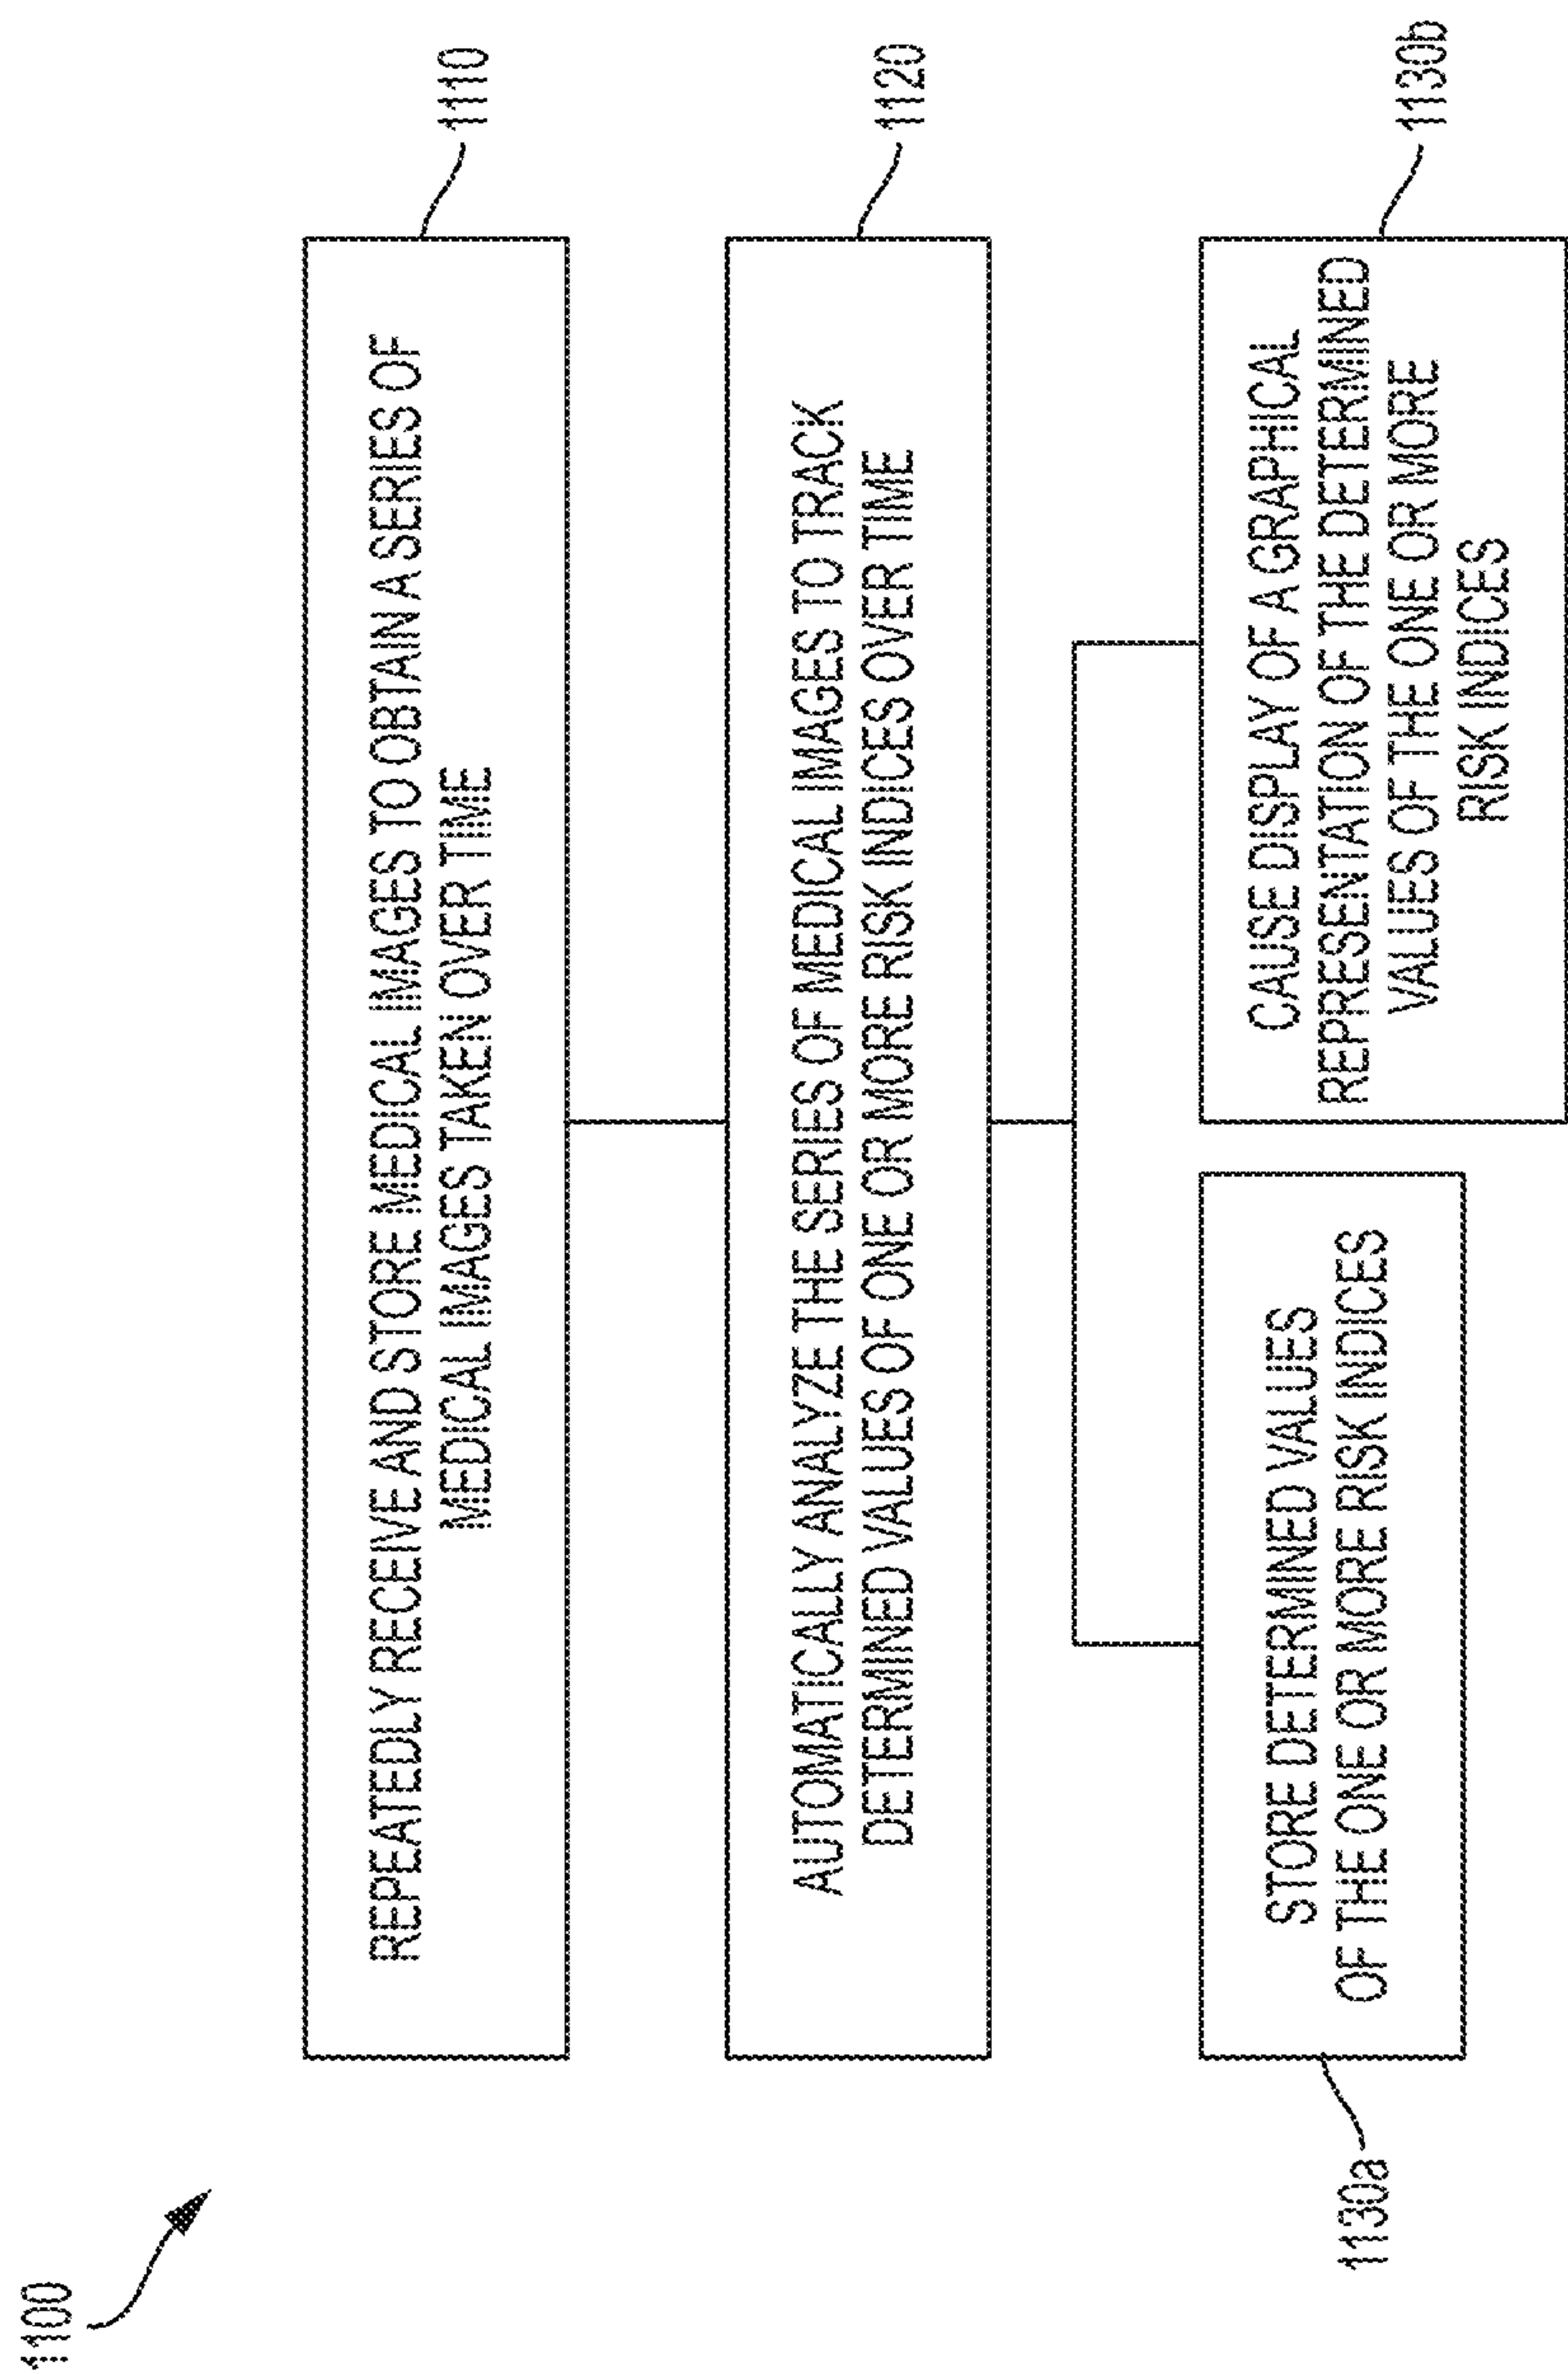 1100
REPEATEDLY RECEIVE AND STORE MEDICAL IMAGES TO OBTAIN A SERIES OF
MEDICAL IMAGES TAKEN OVER TIME
1110
AUTOMATICALLY ANALYZE THE SERIES OF MEDICAL IMAGES TO TRACK
DETERMINED VALUES OF ONE OR MORE RISK INDICES OVER TIME
1120
1130a
STORE DETERMINED VALUES
OF THE ONE OR MORE RISK INDICES
CAUSE DISPLAY OF A GRAPHICAL
REPRESENTATION OF THE DETERMINED
VALUES OF THE ONE OR MORE
RISK INDICES
1130b